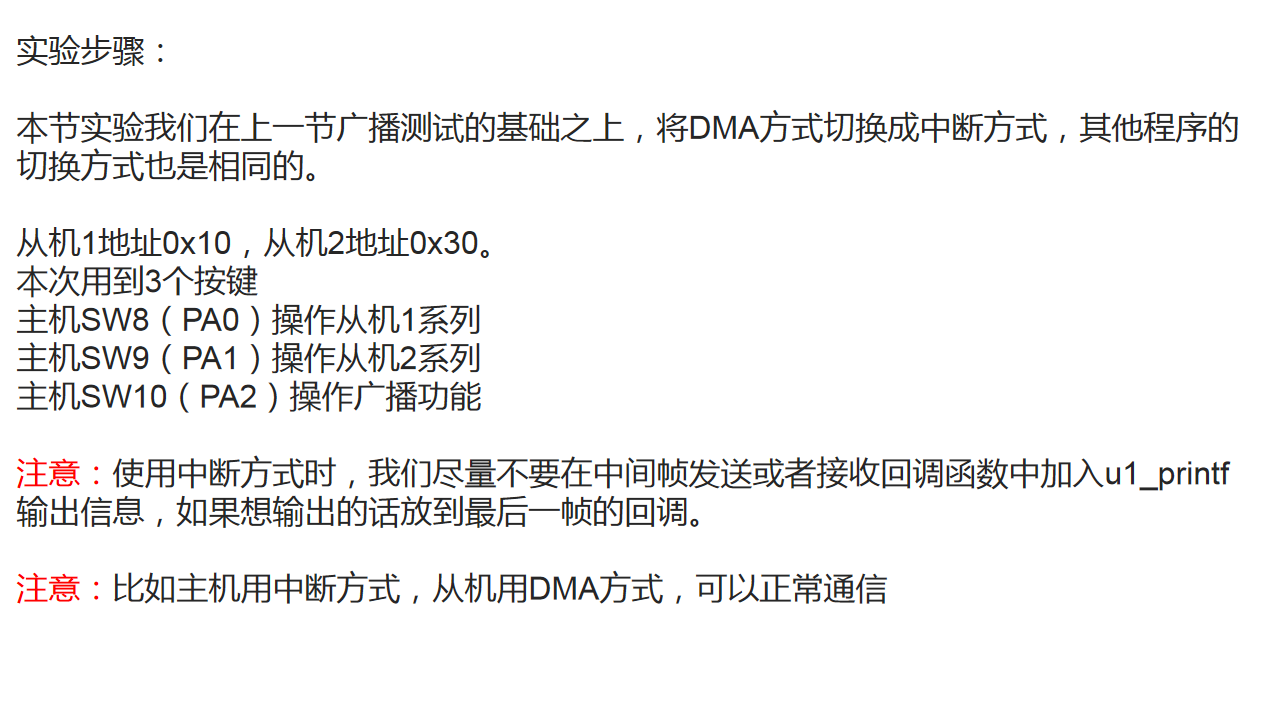 实验步骤：
本节实验我们在上一节广播测试的基础之上，将DMA方式切换成中断方式，其他程序的
切换方式也是相同的。
从机1地址0x10，从机2地址0x30。
本次用到3个按键
主机SW8（PA0）操作从机1系列
主机SW9（PA1）操作从机2系列
主机SW10（PA2）操作广播功能
注意：使用中断方式时，我们尽量不要在中间帧发送或者接收回调函数中加入u1_printf
输出信息，如果想输出的话放到最后一帧的回调。
注意：比如主机用中断方式，从机用DMA方式，可以正常通信